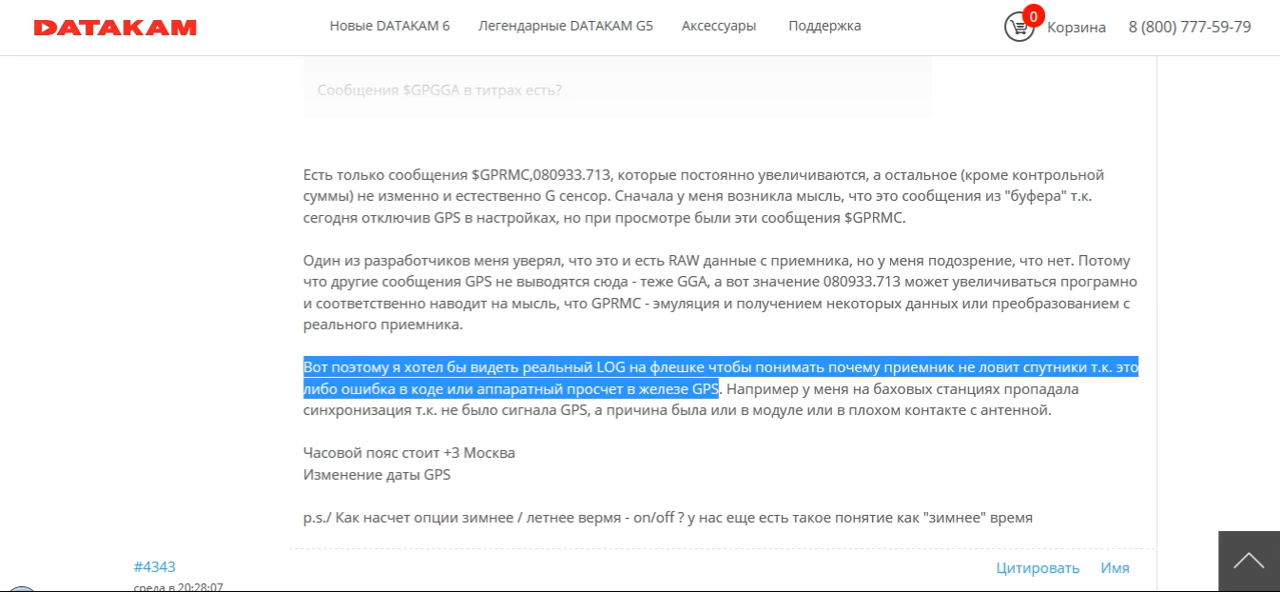 DATAKAM
Новые DATAKAM 6 Легендарные DATAKAM G5 Аксессуары Поддержка
0
Корзина 8 (800) 777-59-79
Сообщения $GPGGA в титрах есть?
Есть только сообщения $GPRMC,080933.713, которые постоянно увеличиваются, а остальное (кроме контрольной
суммы) не изменно и естественно G сенсор. Сначала у меня возникла мысль, что это сообщения из "буфера" т.к.
сегодня отключив GPS в настройках, но при просмотре были эти сообщения $GPRMC.
Один из разработчиков меня уверял, что это и есть RAW данные с приемника, но у меня подозрение, что нет. Потому
что другие сообщения GPS не выводятся сюда - теже GGA, а вот значение 080933.713 может увеличиваться програмно
и соответственно наводит на мысль, что GPRMC - эмуляция и получением некоторых данных или преобразованием с
реального приемника.
Вот поэтому я хотел бы видеть реальный LOG на флешке чтобы понимать почему приемник не ловит спутники т.к. это
либо ошибка в коде или аппаратный просчет в железе GPS. Например у меня на баховых станциях пропадала
синхронизация т.к. не было сигнала GPS, а причина была или в модуле или в плохом контакте с антенной.
Часовой пояс стоит +3 Москва
Изменение даты GPS
p.s./ Как насчет опции зимнее / летнее вермя - on/off ? у нас еще есть такое понятие как "зимнее" время
#4343
Цитировать Имя
среда в 20:28:07